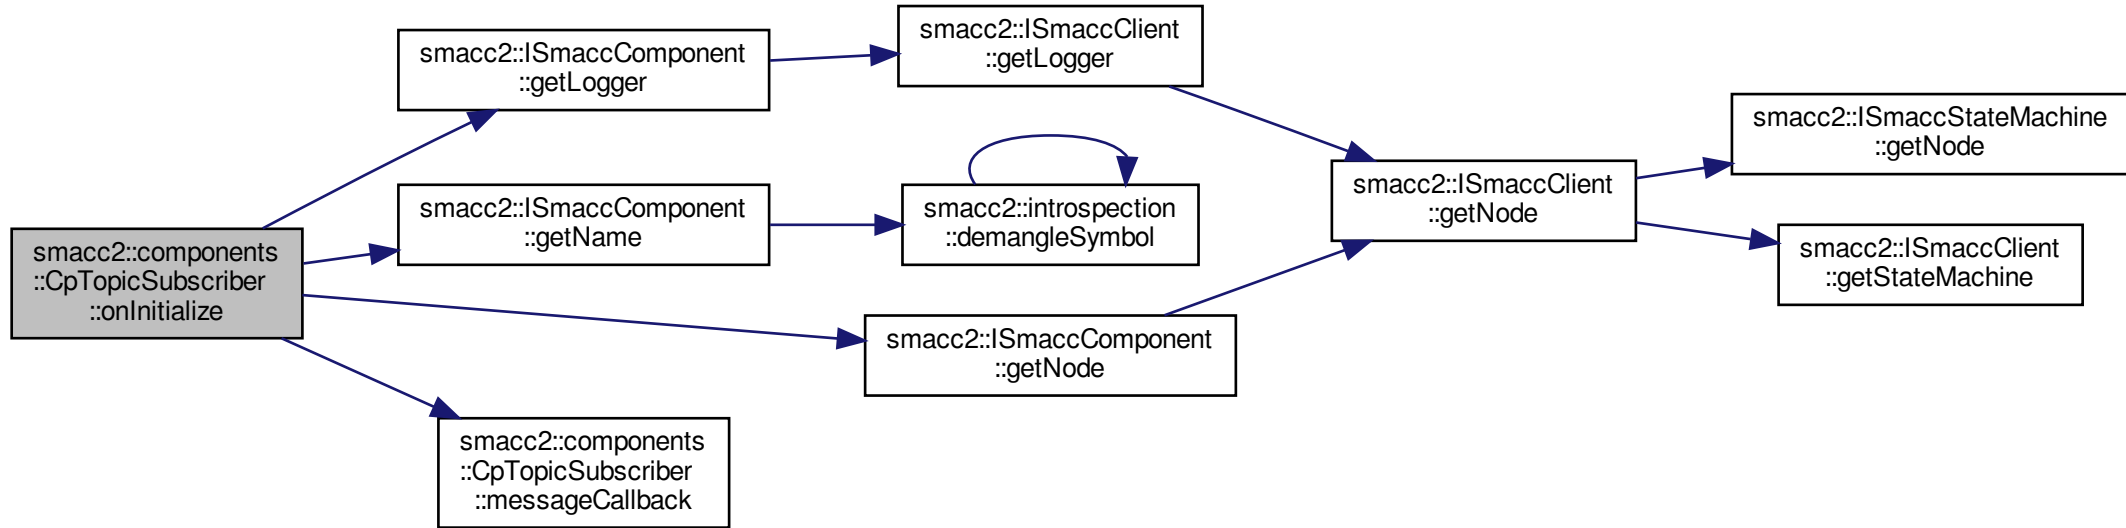 smacc2::components
::CpTopicSubscriber
::onInitialize
smacc2::ISmaccComponent
::getLogger
smacc2::ISmaccClient
::getLogger
smacc2::ISmaccComponent
::getName
smacc2::introspection
::demangleSymbol
smacc2::ISmaccComponent
::getNode
smacc2::components
::CpTopicSubscriber
::messageCallback
smacc2::ISmaccClient
::getNode
smacc2::ISmaccStateMachine
::getNode
smacc2::ISmaccClient
::getStateMachine